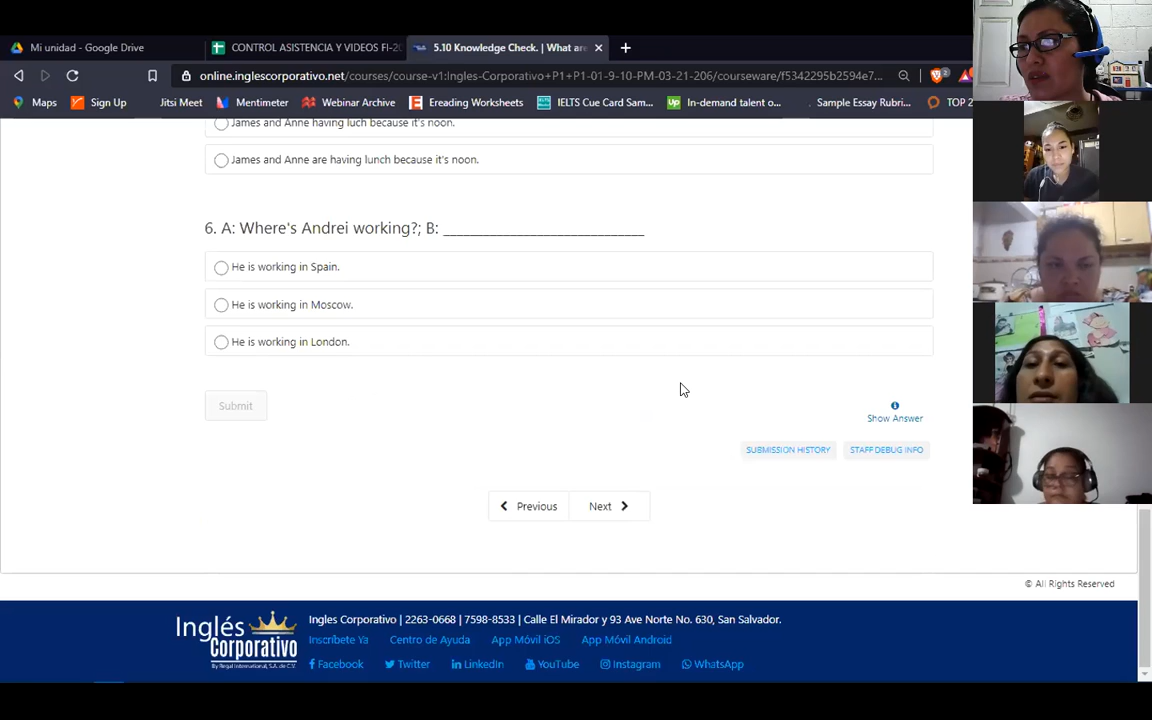 Mi unidad - Google Drive
CONTROL ASISTENCIA Y VIDEOS FI-20
5.10 Knowledge Check. | What are
online.inglescorporativo.net/courses/course-v1:Ingles-Corporativo+P1+P1-01-9-10-PM-03-21-206/courseware/f5342295b2594e7...
2
Maps
Sign Up
Jitsi Meet
Mentimeter
Webinar Archive
Ereading Worksheets
IELTS Cue Card Sam...
In-demand talent o...
Sample Essay Rubri...
TOP 2
James and Anne having luch because it's noon.
James and Anne are having lunch because it's noon.
6. A: Where's Andrei working?; B: ____________________________
He is working in Spain.
He is working in Moscow.
He is working in London.
Submit
Show Answer
SUBMISSION HISTORY
STAFF DEBUG INFO
Previous
Next
© All Rights Reserved
Inglés Corporativo
By Regal International, S.A. de C.V.
Ingles Corporativo | 2263-0668 | 7598-8533 | Calle El Mirador y 93 Ave Norte No. 630, San Salvador.
Inscríbete Ya
Centro de Ayuda
App Móvil iOS
App Móvil Android
Facebook
Twitter
LinkedIn
YouTube
Instagram
WhatsApp